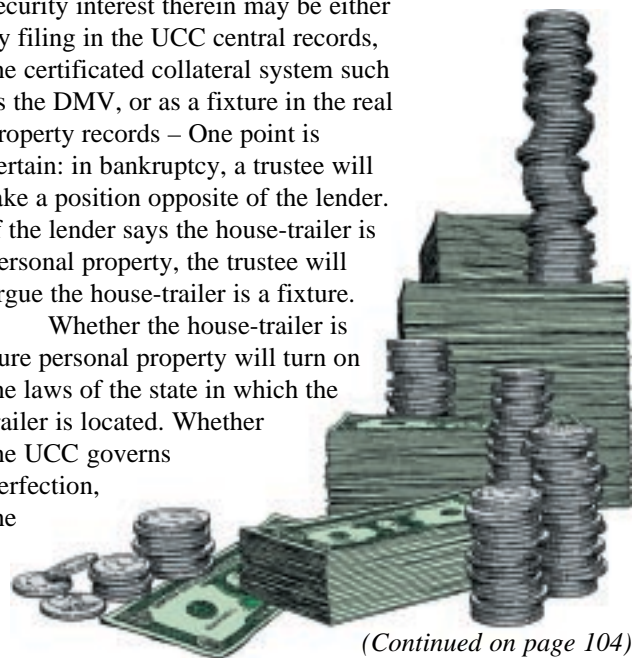 ecurity interest therein may be either
y filing in the UCC central records,
he certificated collateral system such
s the DMV, or as a fixture in the real
roperty records – One point is
ertain: in bankruptcy, a trustee will
ake a position opposite of the lender.
f the lender says the house-trailer is
ersonal property, the trustee will
rgue the house-trailer is a fixture.
Whether the house-trailer is
ure personal property will turn on
he laws of the state in which the
railer is located. Whether
he UCC governs
erfection,
he
(Continued on page 104)